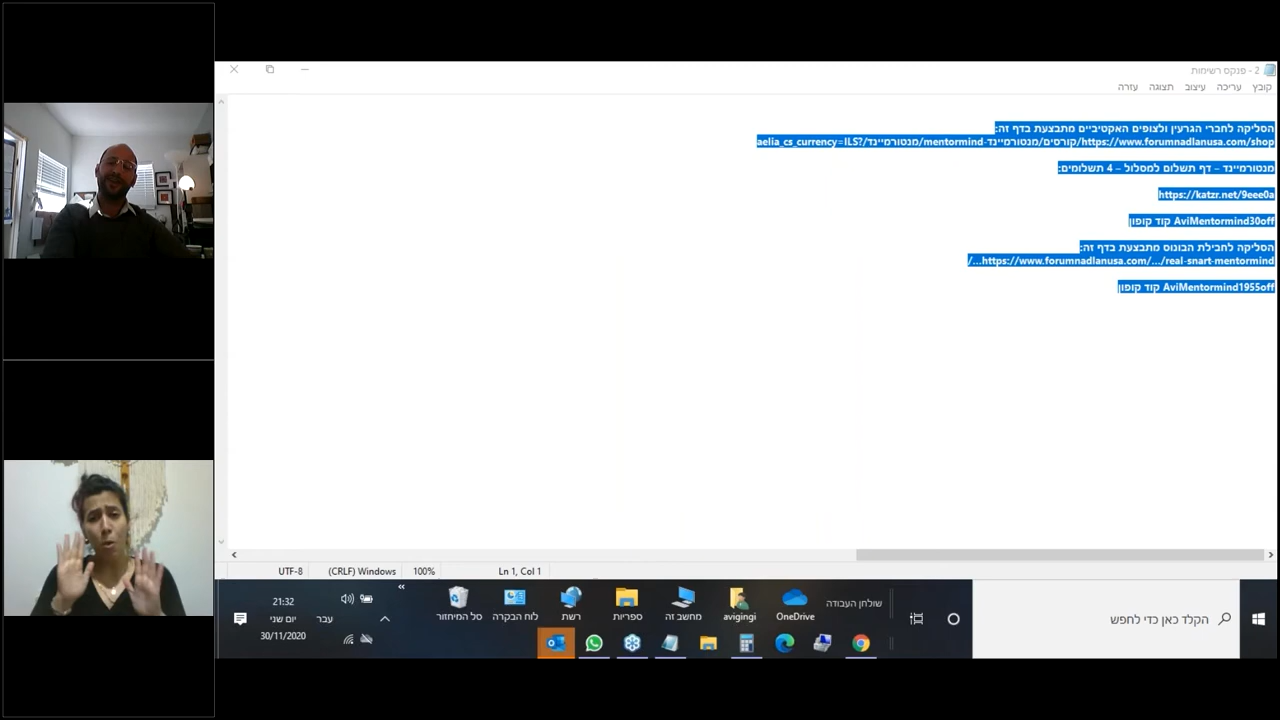 2 - פנקס רשימות
קובץ עריכה עיצוב תצוגה עזרה
הסליקה לחברי הגרעין ולצופים האקטיביים מתבצעת בדף זה:
https://www.forumnadlanusa.com/shop/קורסים/מנטורמיינד-mentormind/מנטורמיינד/?aelia_cs_currency=ILS
מנטורמיינד – דף תשלום למסלול – 4 תשלומים:
https://katzr.net/9eee0a
AviMentormind30off קוד קופון
הסליקה לחבילת הבונוס מתבצעת בדף זה:
https://www.forumnadlanusa.com/.../real-snart-mentormind/...
AviMentormind1955off קוד קופון
Ln 1, Col 1 100% Windows (CRLF) UTF-8
הקלד כאן כדי לחפש
שולחן העבודה
OneDrive
avigingi
מחשב זה
ספריות
רשת
לוח הבקרה
סל המיחזור
עבר
21:32
יום שני
30/11/2020